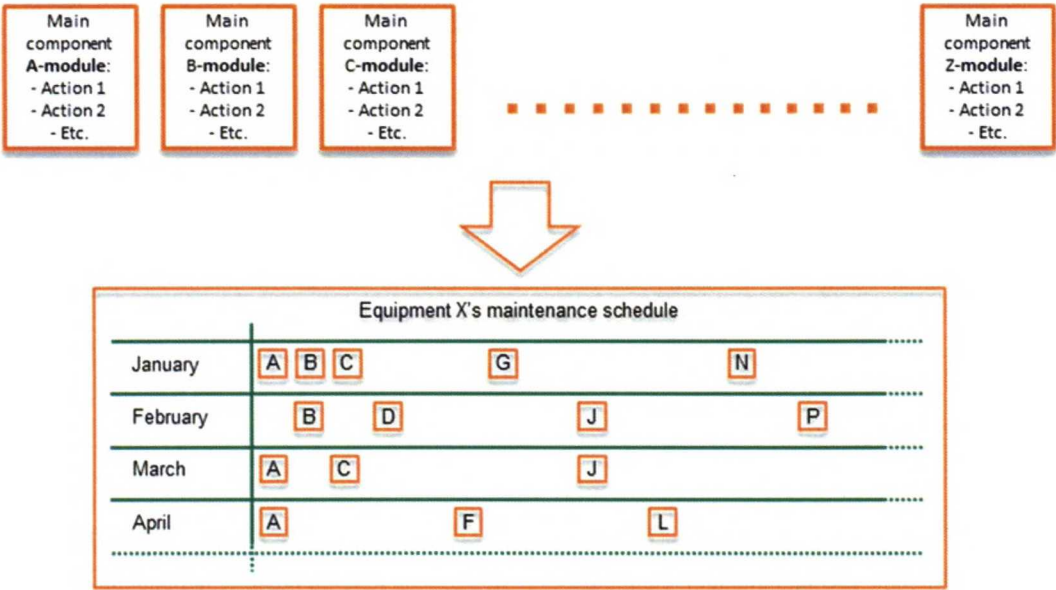 Main
component
A-module:
- Action 1
- Action 2
- Etc.
Main
component
B-module:
- Action 1
- Action 2
- Etc.
Main
component
C-module:
- Action 1
- Action 2
- Etc.
Main
component
Z-module:
- Action 1
- Action 2
- Etc.
Equipment X's maintenance schedule
January A B C G N
February B D J P
March A C J
April A F L